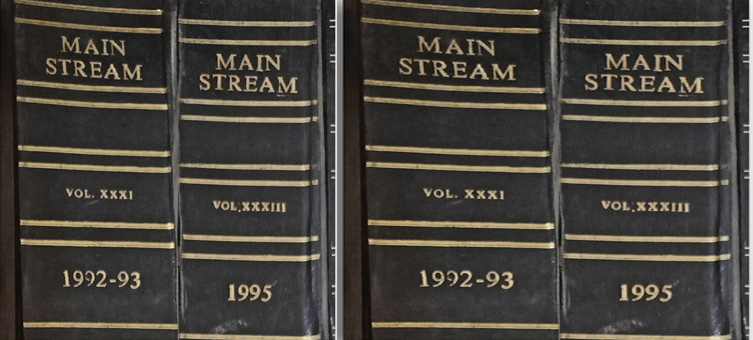 MAIN
STREAM
VOL. XXXI
1992-93
MAIN
STREAM
VOL.XXXIII
1995
MAIN
STREAM
VOL. XXXI
1992-93
MAIN
STREAM
VOL.XXXIII
1995